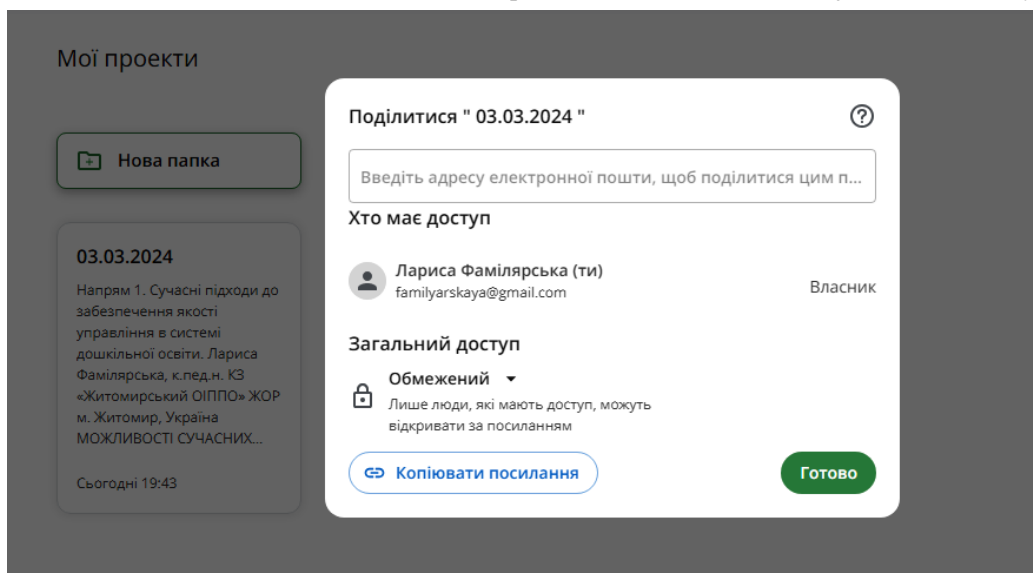 Мої проекти
Нова папка
03.03.2024
Напрям 1. Сучасні підходи до
забезпечення якості
управління в системі
дошкільної освіти. Лариса
Фамілярська, к.пед.н. КЗ
«Житомирський ОІППО» ЖОР
м. Житомир, Україна
МОЖЛИВОСТІ СУЧАСНИХ...
Сьогодні 19:43
Поділитися " 03.03.2024 "
Введіть адресу електронної пошти, щоб поділитися цим п...
Хто має доступ
Лариса Фамілярська (ти)
familyarskaya@gmail.com
Власник
Загальний доступ
Обмежений
Лише люди, які мають доступ, можуть
відкривати за посиланням
Копіювати посилання
Готово